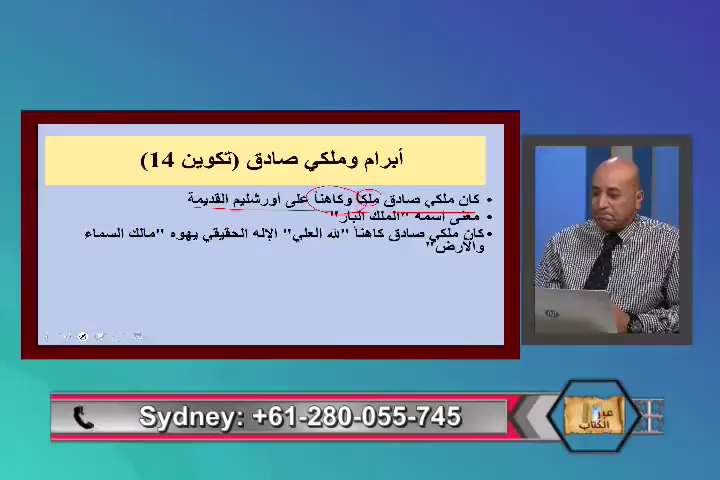 أبرام وملكي صادق (تكوين 14)
• كان ملكي صادق ملكاً وكاهناً على أورشليم القديمة
• معنى اسمه "الملك البار"
• كان ملكي صادق كاهناً "لله العلي" الإله الحقيقي يهوه "مالك السماء
والأرض"
Sydney: +61-280-055-745
عبر
الكتاب